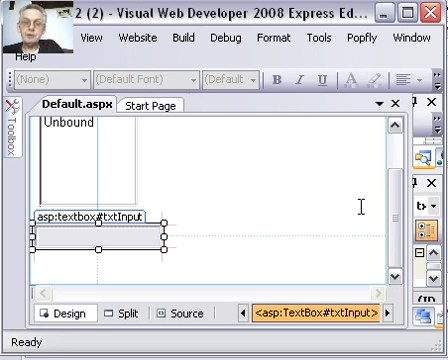 2 (2) - Visual Web Developer 2008 Express Ed...
View Website Build Debug Format Tools Popfly Window
Help
(None) (Default Font) (Default B I U
Default.aspx Start Page
Toolbox
Unbound
asp:textbox#txtInput
Design Split Source <asp:TextBox#txtInput>
Ready